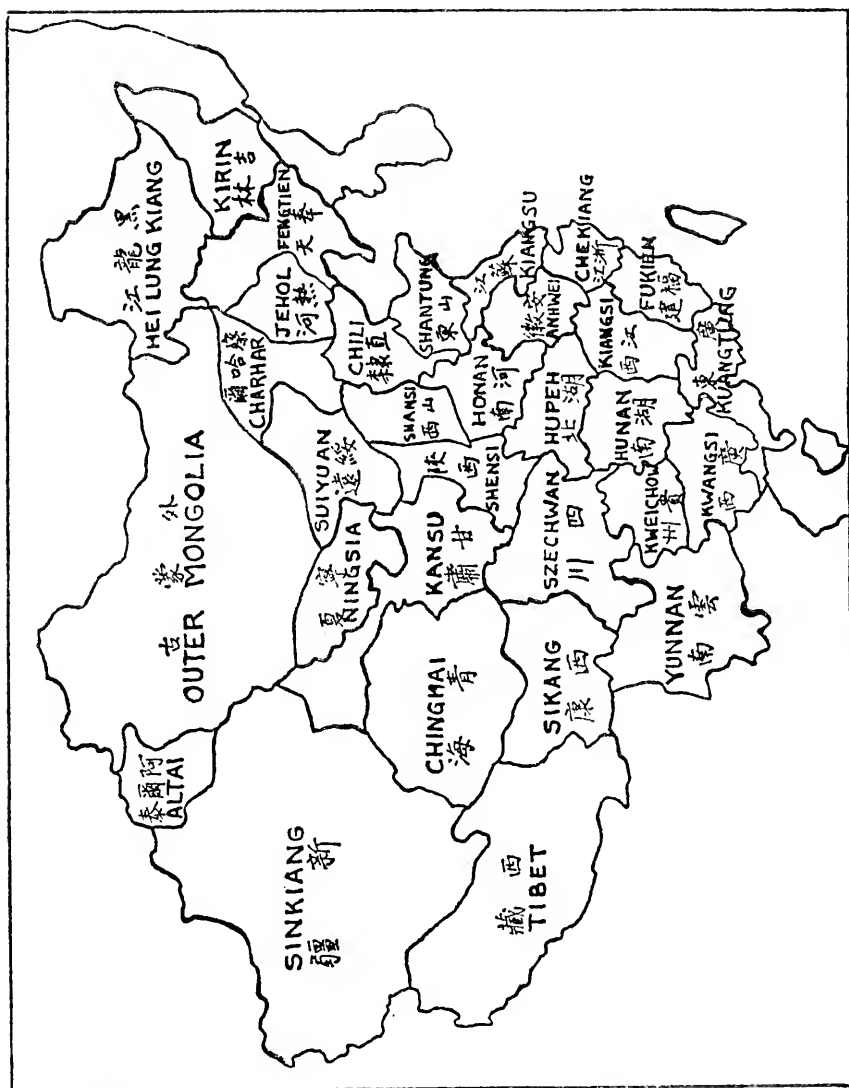 黑龍江
HEI LUNG KIANG
KIRIN
吉林
FENGTIEN
奉天
JEHOL
熱河
察哈爾
CHARHAR
外蒙古
OUTER MONGOLIA
阿爾泰
ALTAI
SINKIANG
新疆
SUIYUAN
綏遠
寧夏
NINGSIA
CHILI
直隸
SHANTUNG
山東
SHANSI
山西
陝西
SHENSI
KANSU
甘肅
CHINGHAI
青海
HONAN
河南
江蘇
KIANGSU
安徽
ANHWEI
CHEKIANG
浙江
HUPEH
湖北
SZECHWAN
四川
SIKANG
西康
西藏
TIBET
KIANGSI
江西
FUKIEN
福建
HUNAN
湖南
KWEICHOW
貴州
YUNNAN
雲南
KWANGSI
廣西
廣東
KUANGTUNG